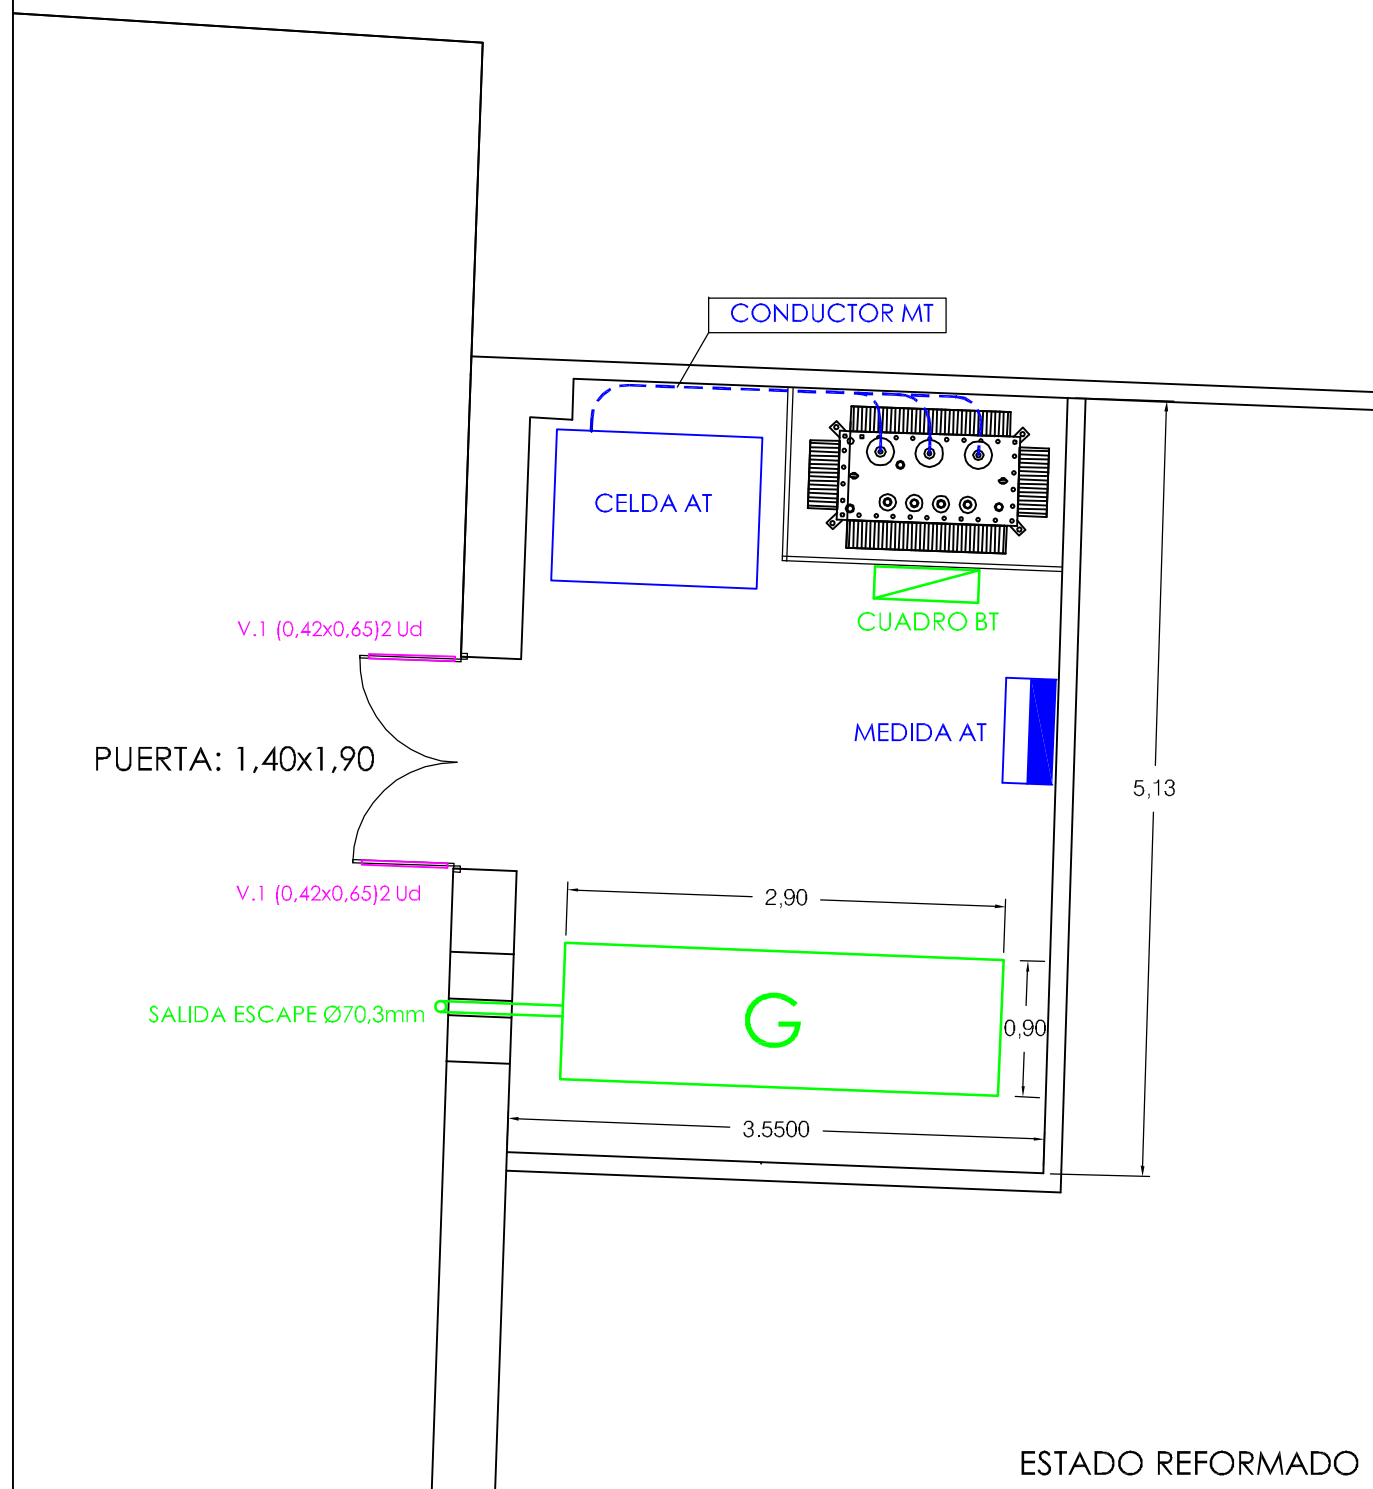 CONDUCTOR MT
CELDA AT
CUADRO BT
V.1 (0,42x0,65)2 Ud
MEDIDA AT
PUERTA: 1,40x1,90
5,13
V.1 (0,42x0,65)2 Ud
2,90
SALIDA ESCAPE Ø70,3mm
G
0,90
3.5500
ESTADO REFORMADO